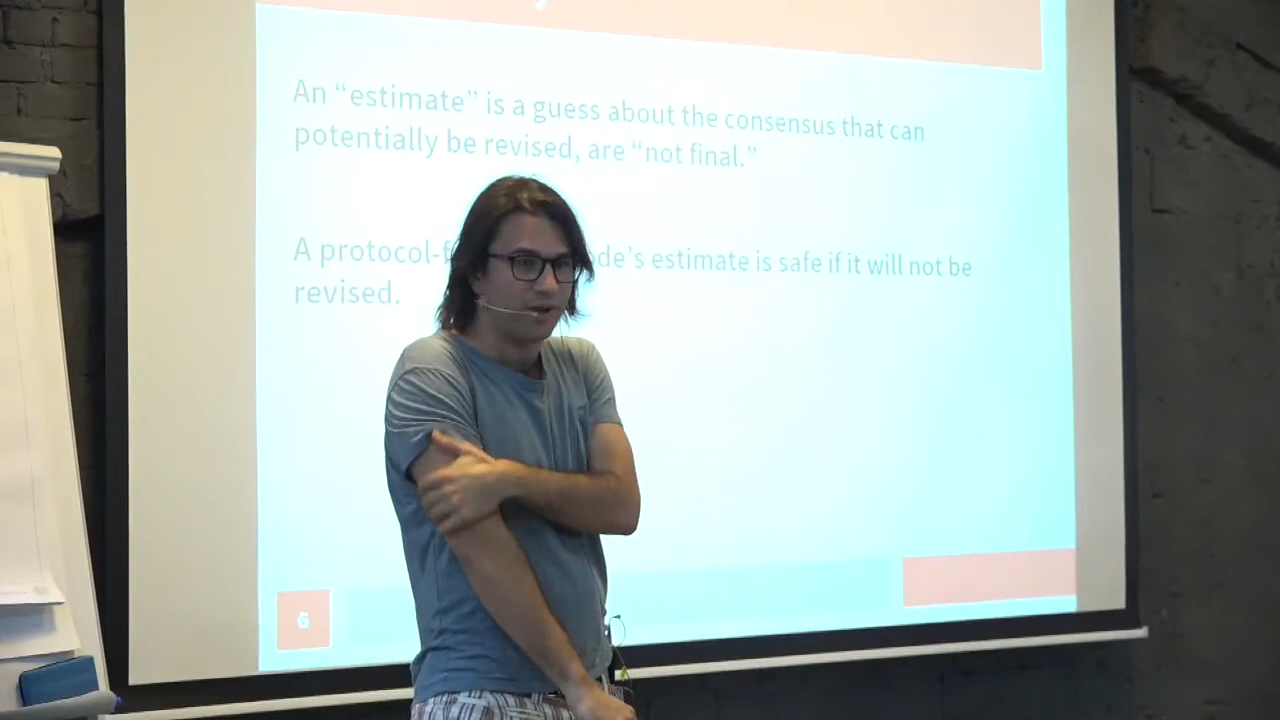 An “estimate” is a guess about the consensus that can
potentially be revised, are “not final.”
A protocol-f ode’s estimate is safe if it will not be
revised.
6